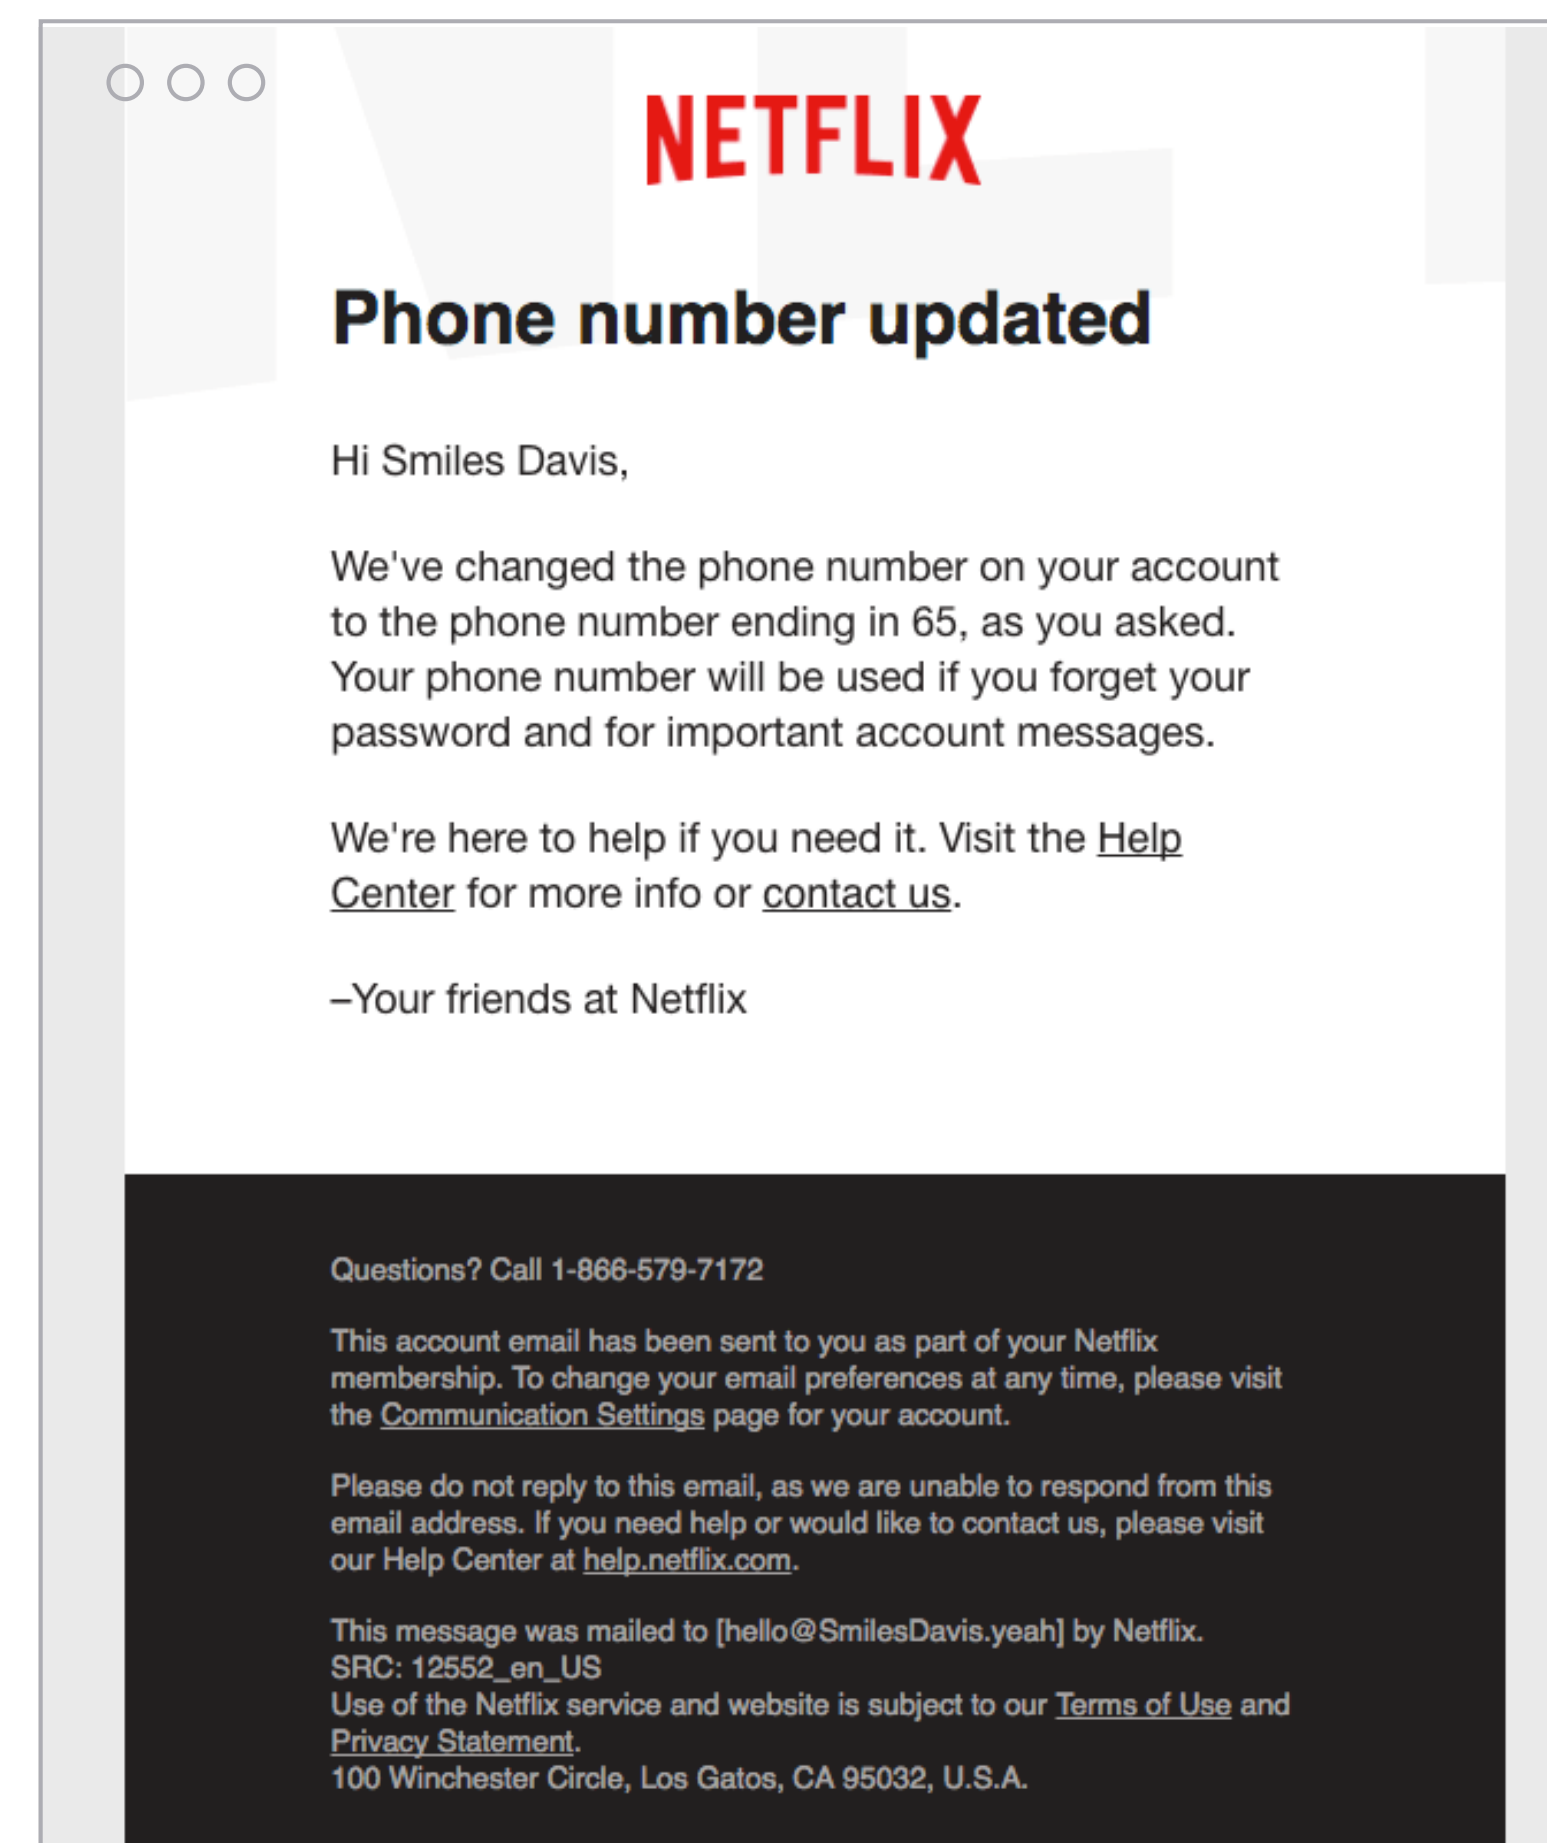 NETFLIX
Phone number updated
Hi Smiles Davis,
We've changed the phone number on your account
to the phone number ending in 65, as you asked.
Your phone number will be used if you forget your
password and for important account messages.
We're here to help if you need it. Visit the Help
Center for more info or contact us.
–Your friends at Netflix
Questions? Call 1-866-579-7172
This account email has been sent to you as part of your Netflix
membership. To change your email preferences at any time, please visit
the Communication Settings page for your account.
Please do not reply to this email, as we are unable to respond from this
email address. If you need help or would like to contact us, please visit
our Help Center at help.netflix.com.
This message was mailed to [hello@SmilesDavis.yeah] by Netflix.
SRC: 12552_en_US
Use of the Netflix service and website is subject to our Terms of Use and
Privacy Statement.
100 Winchester Circle, Los Gatos, CA 95032, U.S.A.